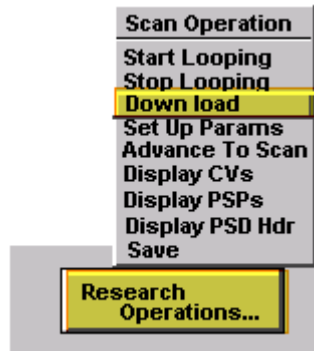 Scan Operation
Start Looping
Stop Looping
Down load
Set Up Params
Advance To Scan
Display CVs
Display PSPs
Display PSD Hdr
Save
Research
Operations...